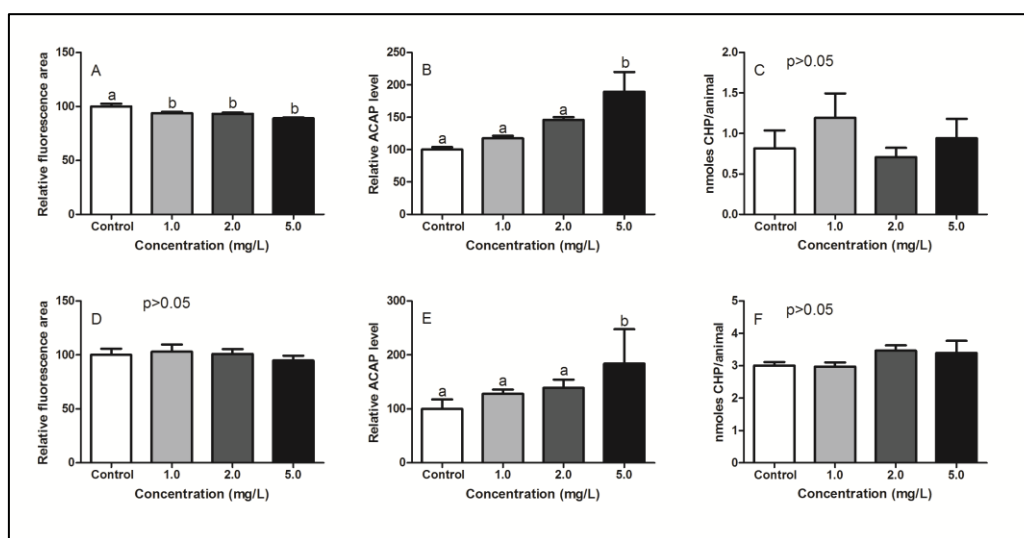 A
Relative fluorescence area
150
100
50
0
a
b
b
b
Control
1.0
2.0
5.0
Concentration (mg/L)
B
Relative ACAP level
250
200
150
100
50
0
a
a
a
b
Control
1.0
2.0
5.0
Concentration (mg/L)
C
p>0.05
nmoles CHP/animal
2.0
1.5
1.0
0.5
0.0
Control
1.0
2.0
5.0
Concentration (mg/L)
D
p>0.05
Relative fluorescence area
150
100
50
0
Control
1.0
2.0
5.0
Concentration (mg/L)
E
Relative ACAP level
300
200
100
0
a
a
a
b
Control
1.0
2.0
5.0
Concentration (mg/L)
F
p>0.05
nmoles CHP/animal
5
4
3
2
1
0
Control
1.0
2.0
5.0
Concentration (mg/L)